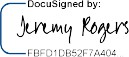 DocuSigned by:
Jeremy Rogers
FBFD1DB52F7A404...